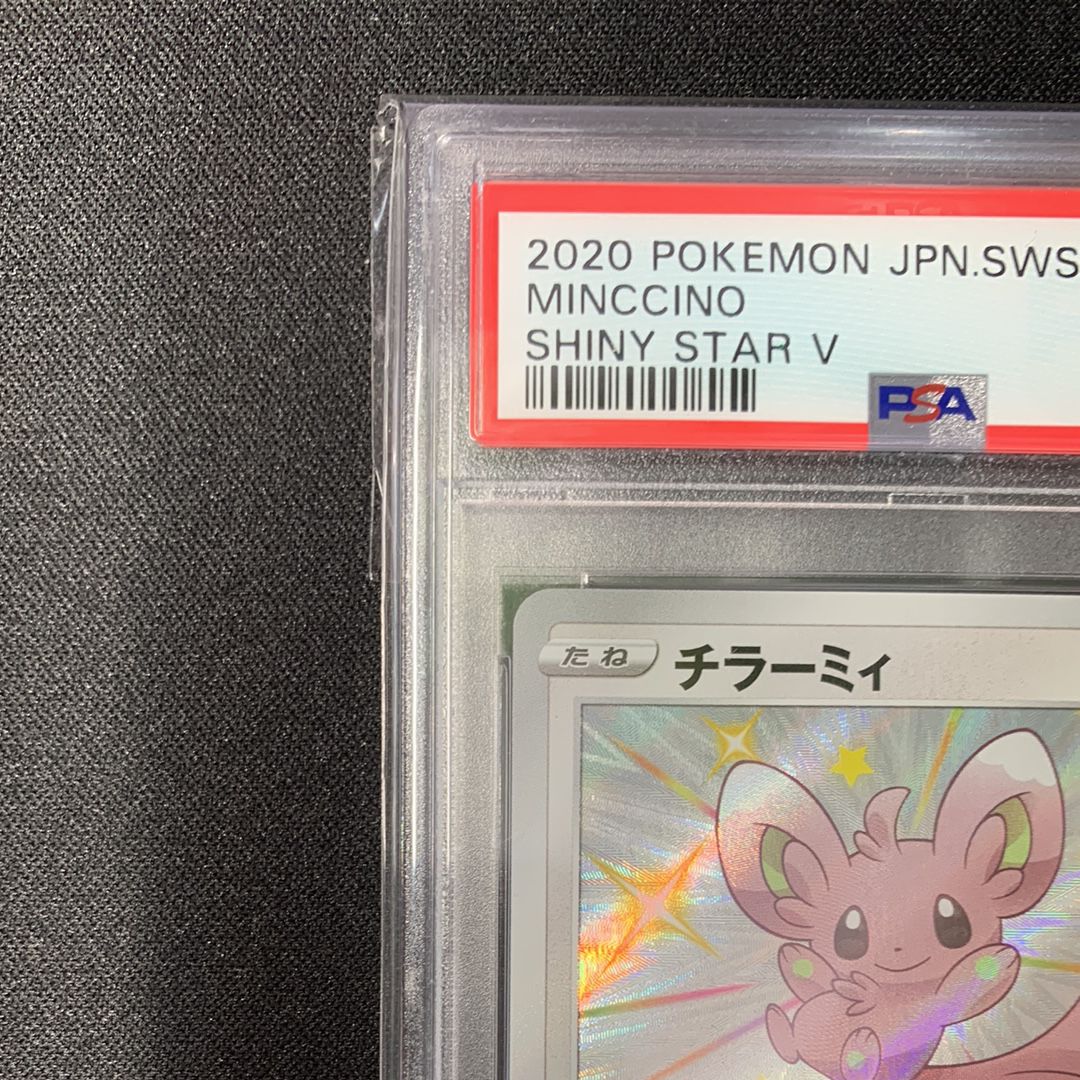 2020 POKEMON JPN.SWS
MINCCINO
SHINY STAR V
PSA
たね チラーミィ